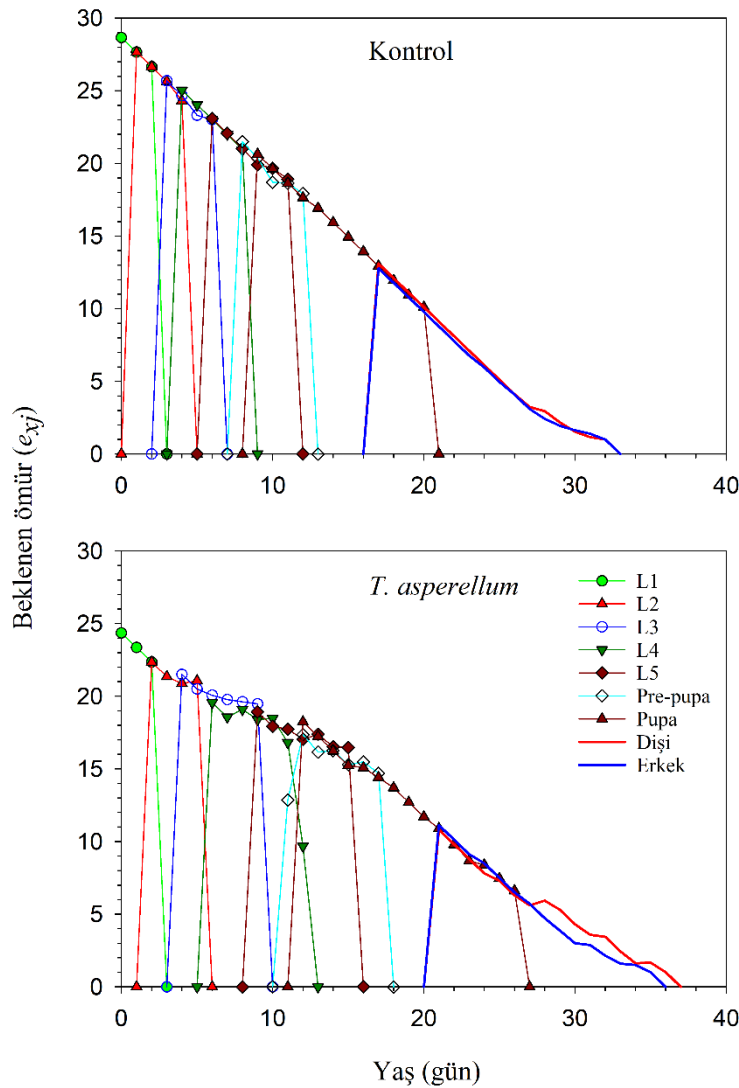 30
25
20
15
10
5
0
Kontrol
0
10
20
30
40
Beklenen ömür (exj)
30
25
20
15
10
5
0
T. asperellum
L1
L2
L3
L4
L5
Pre-pupa
Pupa
Dişi
Erkek
0
10
20
30
40
Yaş (gün)